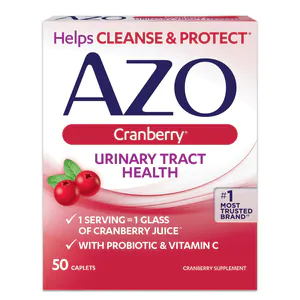 Helps CLEANSE & PROTECT*
AZO
Cranberry®
URINARY TRACT
HEALTH
#1
MOST
TRUSTED
BRAND
✓ 1 SERVING = 1 GLASS
OF CRANBERRY JUICE
✓ WITH PROBIOTIC & VITAMIN C
50 CAPLETS
CRANBERRY SUPPLEMENT